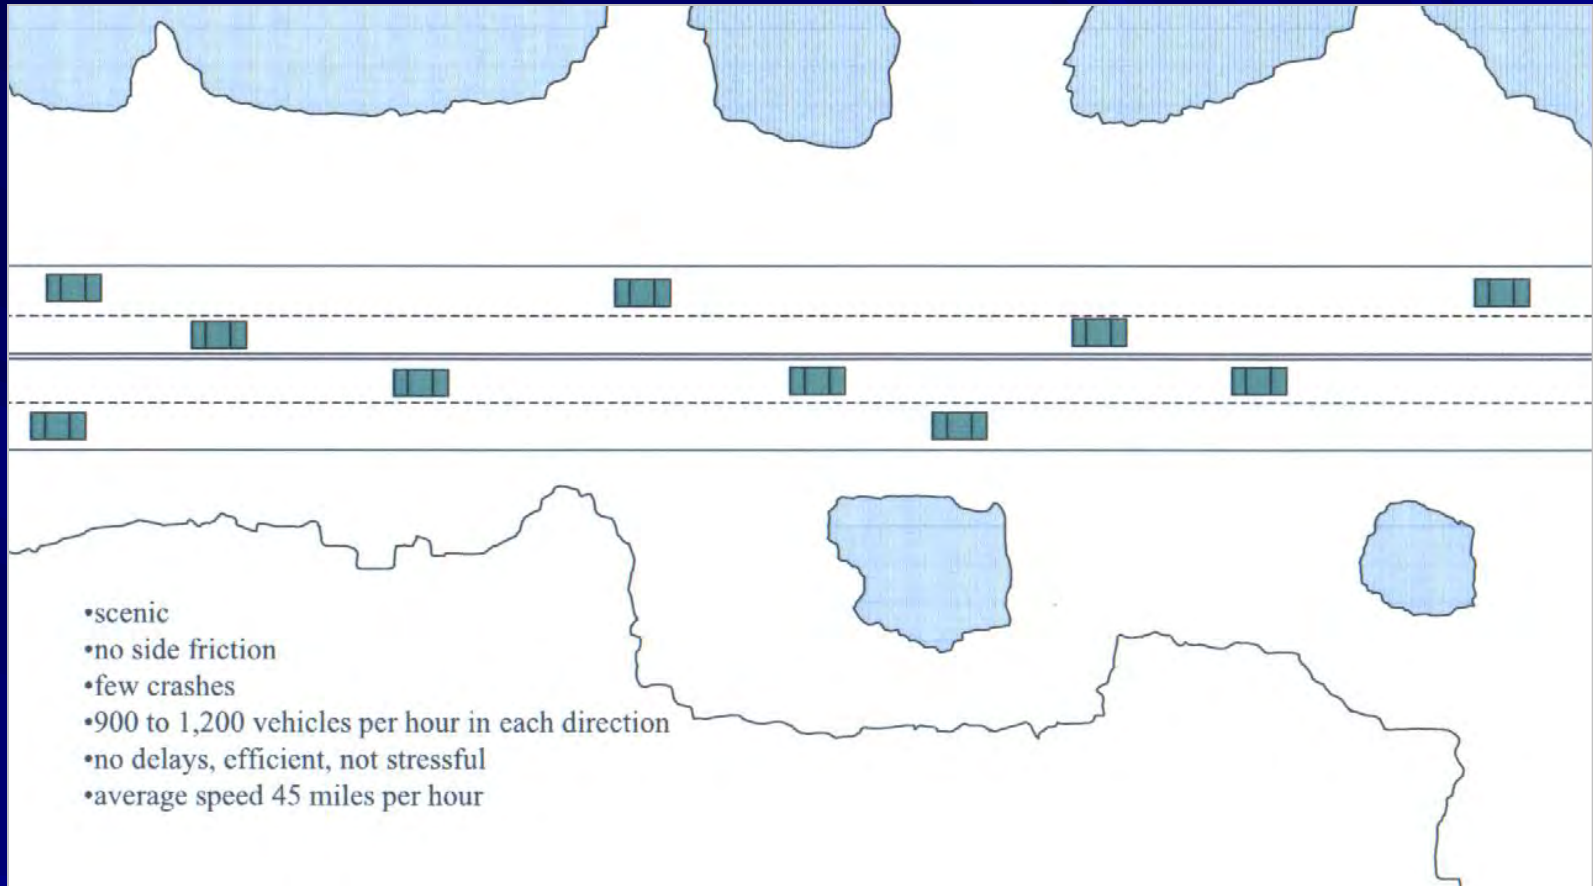 •scenic
•no side friction
•few crashes
•900 to 1,200 vehicles per hour in each direction
•no delays, efficient, not stressful
•average speed 45 miles per hour